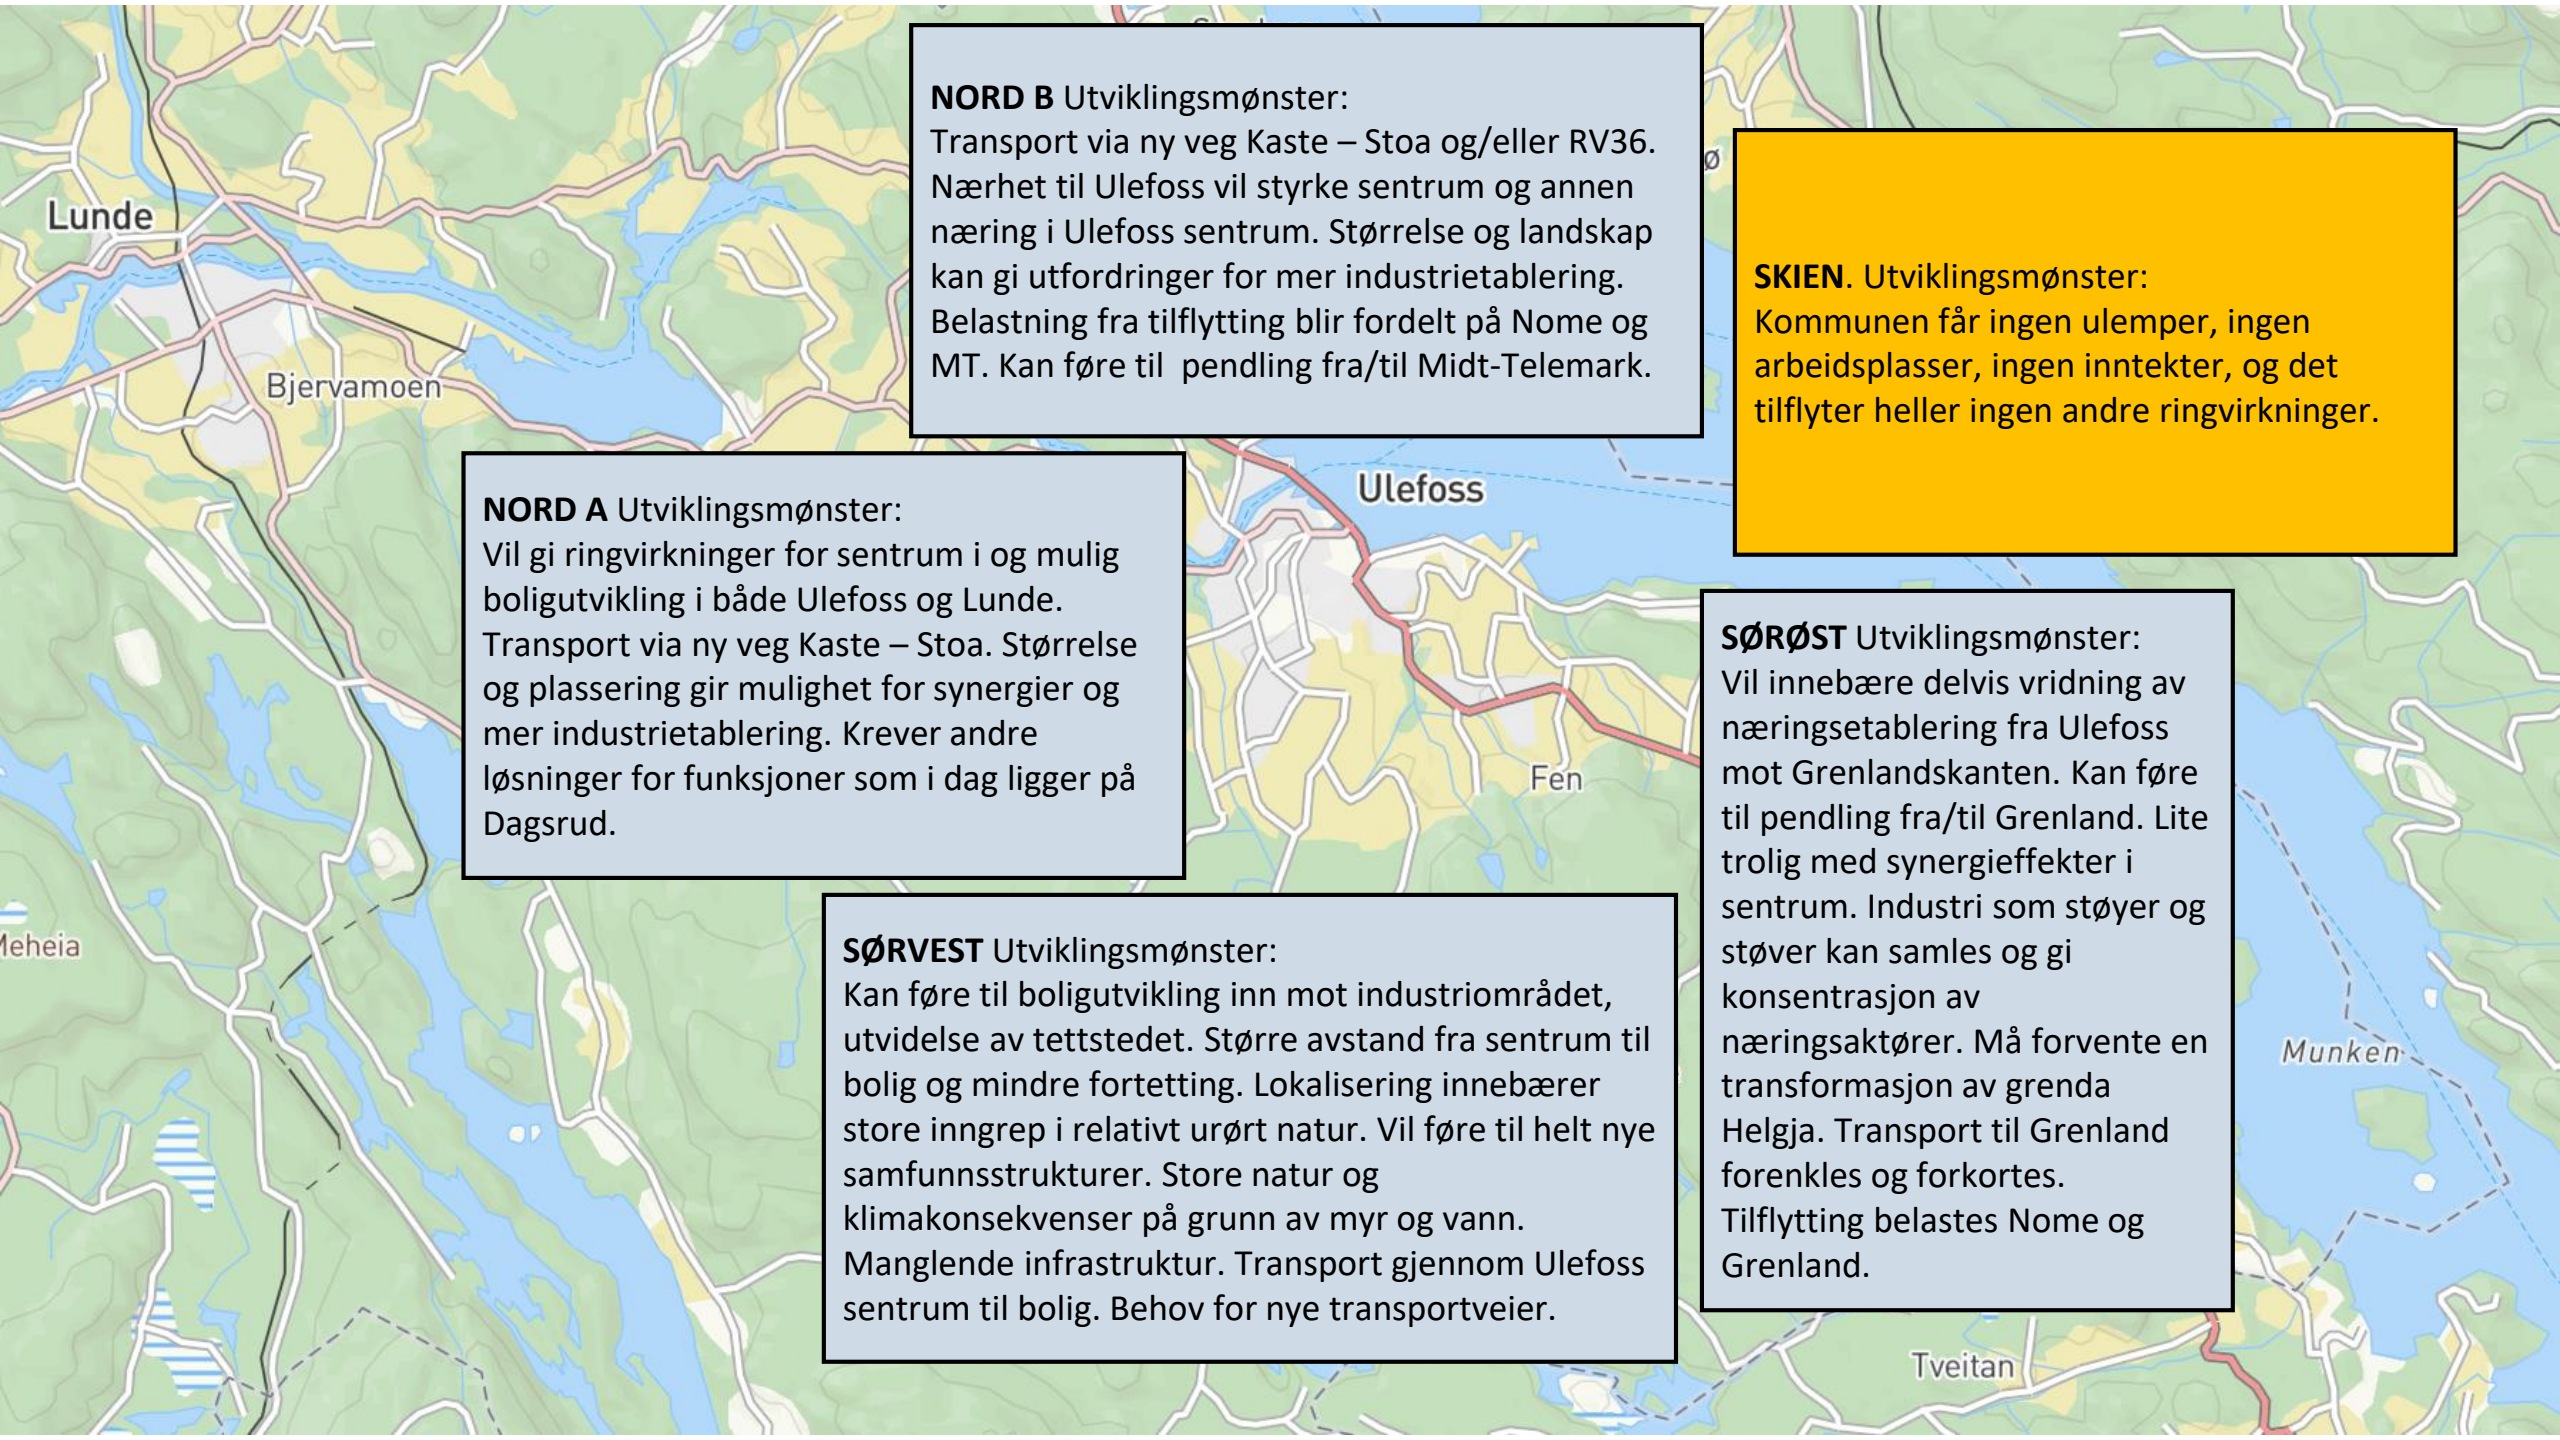 NORD B Utviklingsmønster:
Transport via ny veg Kaste – Stoa og/eller RV36.
Nærhet til Ulefoss vil styrke sentrum og annen
næring i Ulefoss sentrum. Størrelse og landskap
kan gi utfordringer for mer industrietablering.
Belastning fra tilflytting blir fordelt på Nome og
MT. Kan føre til  pendling fra/til Midt-Telemark.
SKIEN. Utviklingsmønster:
Kommunen får ingen ulemper, ingen
arbeidsplasser, ingen inntekter, og det
tilflyter heller ingen andre ringvirkninger.
Lunde
Bjervamoen
Ulefoss
NORD A Utviklingsmønster:
Vil gi ringvirkninger for sentrum i og mulig
boligutvikling i både Ulefoss og Lunde.
Transport via ny veg Kaste – Stoa. Størrelse
og plassering gir mulighet for synergier og
mer industrietablering. Krever andre
løsninger for funksjoner som i dag ligger på
Dagsrud.
Fen
SØRØST Utviklingsmønster:
Vil innebære delvis vridning av
næringsetablering fra Ulefoss
mot Grenlandskanten. Kan føre
til pendling fra/til Grenland. Lite
trolig med synergieffekter i
sentrum. Industri som støyer og
støver kan samles og gi
konsentrasjon av
næringsaktører. Må forvente en
transformasjon av grenda
Helgja. Transport til Grenland
forenkles og forkortes.
Tilflytting belastes Nome og
Grenland.
SØRVEST Utviklingsmønster:
Kan føre til boligutvikling inn mot industriområdet,
utvidelse av tettstedet. Større avstand fra sentrum til
bolig og mindre fortetting. Lokalisering innebærer
store inngrep i relativt urørt natur. Vil føre til helt nye
samfunnsstrukturer. Store natur og
klimakonsekvenser på grunn av myr og vann.
Manglende infrastruktur. Transport gjennom Ulefoss
sentrum til bolig. Behov for nye transportveier.
Munken
Tveitan